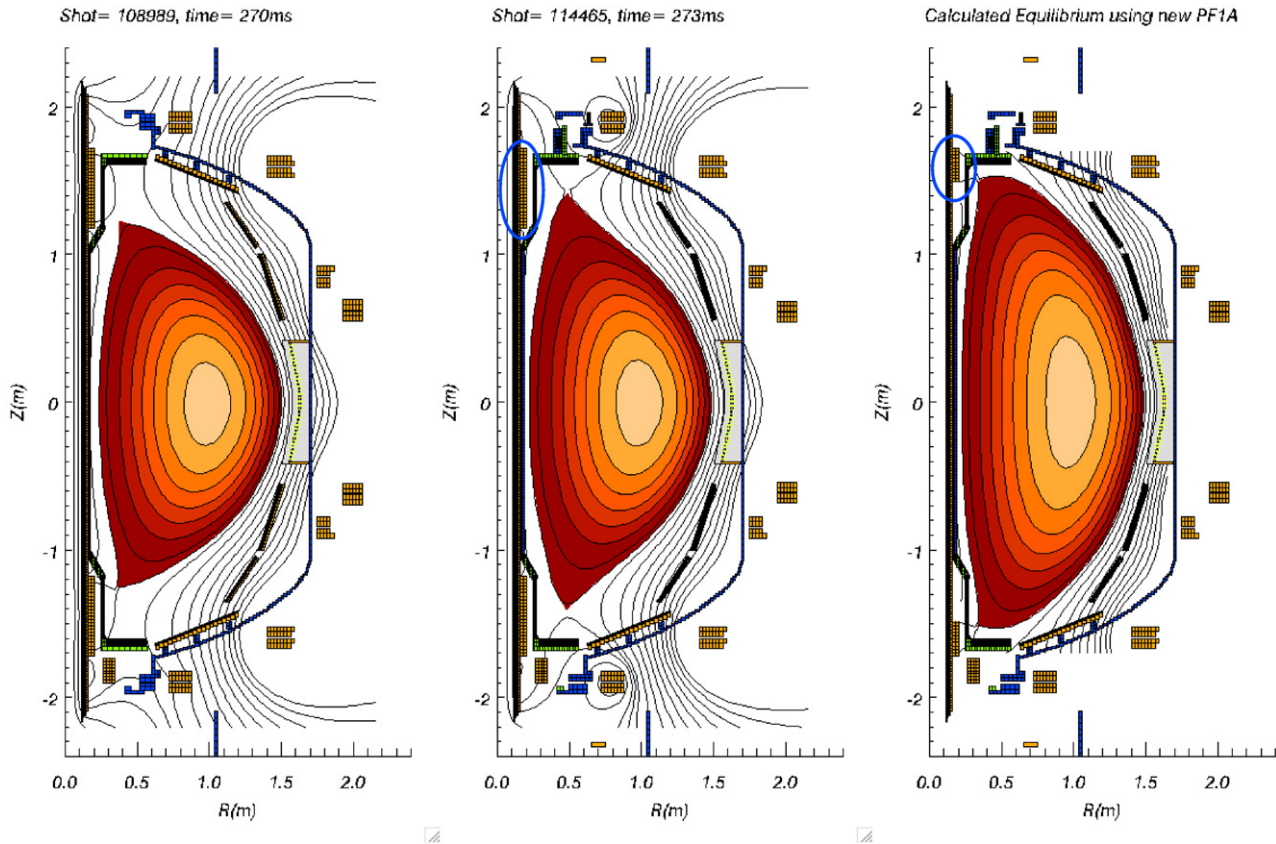 Shot= 108989, time= 270ms
Shot= 114465, time= 273ms
Calculated Equilibrium using new PF1A
2
1
0
-1
-2
Z(m)
0.0 0.5 1.0 1.5 2.0
R(m)
2
1
0
-1
-2
Z(m)
0.0 0.5 1.0 1.5 2.0
R(m)
2
1
0
-1
-2
Z(m)
0.0 0.5 1.0 1.5 2.0
R(m)